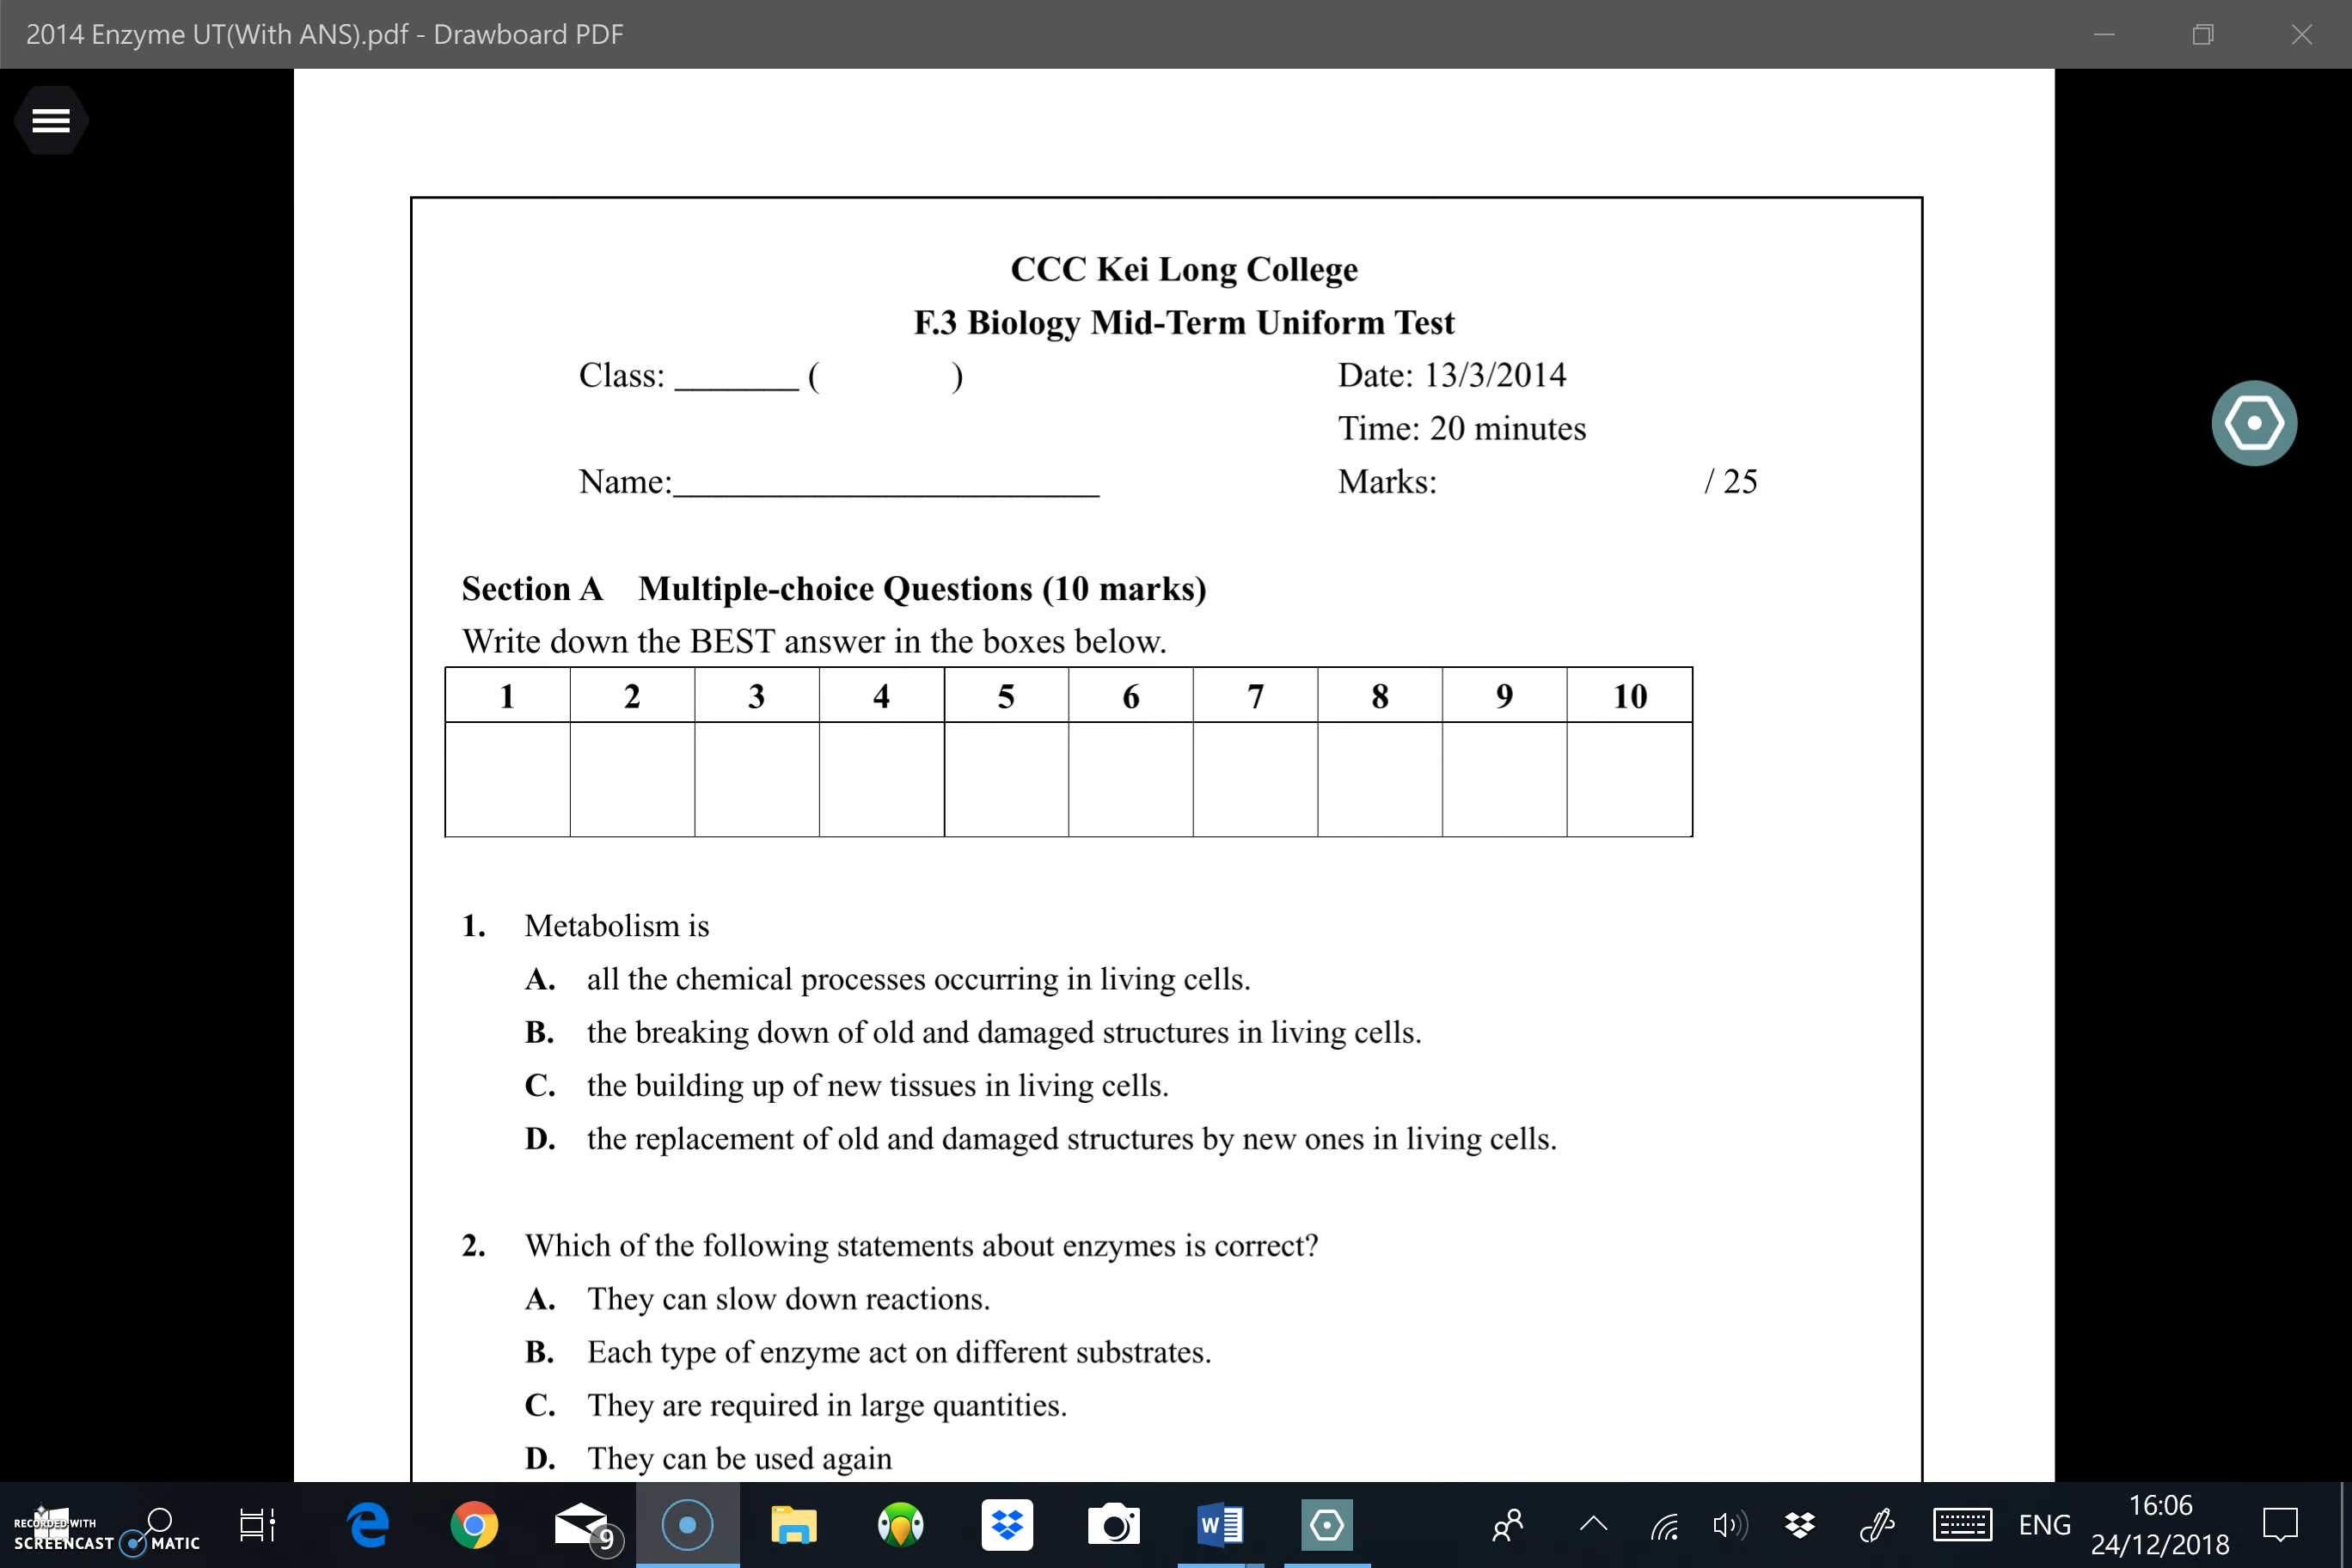 2014 Enzyme UT(With ANS).pdf - Drawboard PDF
CCC Kei Long College
F.3 Biology Mid-Term Uniform Test
Class: _______ ( ) Date: 13/3/2014
Time: 20 minutes
Name:________________________ Marks: / 25
Section A Multiple-choice Questions (10 marks)
Write down the BEST answer in the boxes below.
1 2 3 4 5 6 7 8 9 10
1. Metabolism is
A. all the chemical processes occurring in living cells.
B. the breaking down of old and damaged structures in living cells.
C. the building up of new tissues in living cells.
D. the replacement of old and damaged structures by new ones in living cells.
2. Which of the following statements about enzymes is correct?
A. They can slow down reactions.
B. Each type of enzyme act on different substrates.
C. They are required in large quantities.
D. They can be used again
RECORDED WITH
SCREENCAST MATIC
9
W
ENG
16:06
24/12/2018